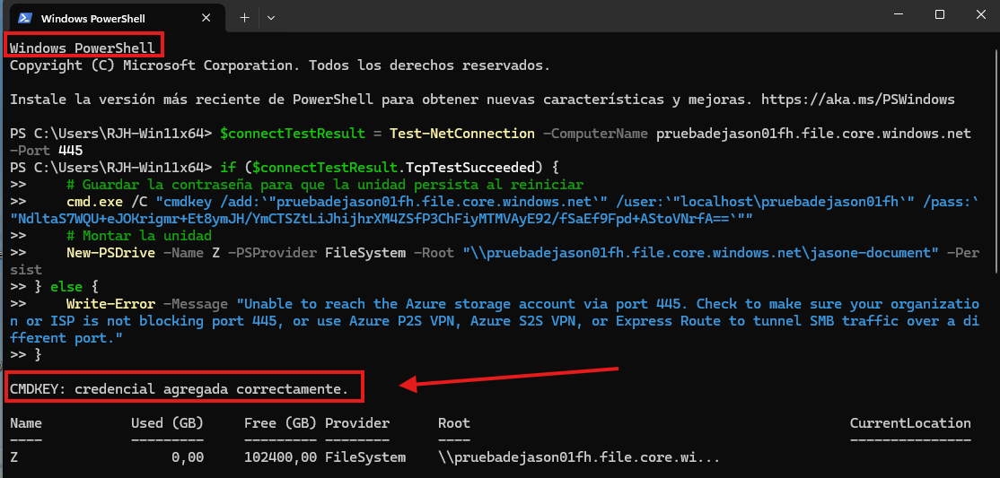 Windows PowerShell
Windows PowerShell
Copyright (C) Microsoft Corporation. Todos los derechos reservados.
Instale la versión más reciente de PowerShell para obtener nuevas características y mejoras. https://aka.ms/PSWindows
PS C:\Users\RJH-Win11x64> $connectTestResult = Test-NetConnection -ComputerName pruebadejason01fh.file.core.windows.net
-Port 445
PS C:\Users\RJH-Win11x64> if ($connectTestResult.TcpTestSucceeded) {
>>     # Guardar la contraseña para que la unidad persista al reiniciar
>>     cmd.exe /C "cmdkey /add:`"pruebadejason01fh.file.core.windows.net`" /user:`"localhost\pruebadejason01fh`" /pass:`
"NdltaS7WQU+eJOKrigmr+Et8ymJH/YmCTSZtLiJhijhrXM4ZSfP3ChFiyMTMVAyE92/fSaEf9Fpd+AStoVNrfA==`""
>>     # Montar la unidad
>>     New-PSDrive -Name Z -PSProvider FileSystem -Root "\\pruebadejason01fh.file.core.windows.net\jasone-document" -Per
sist
>> } else {
>>     Write-Error -Message "Unable to reach the Azure storage account via port 445. Check to make sure your organizatio
n or ISP is not blocking port 445, or use Azure P2S VPN, Azure S2S VPN, or Express Route to tunnel SMB traffic over a di
fferent port."
>> }
CMDKEY: credencial agregada correctamente.
Name Used (GB) Free (GB) Provider Root CurrentLocation
---- --------- --------- -------- ---- ---------------
Z 0,00 102400,00 FileSystem \\pruebadejason01fh.file.core.wi...